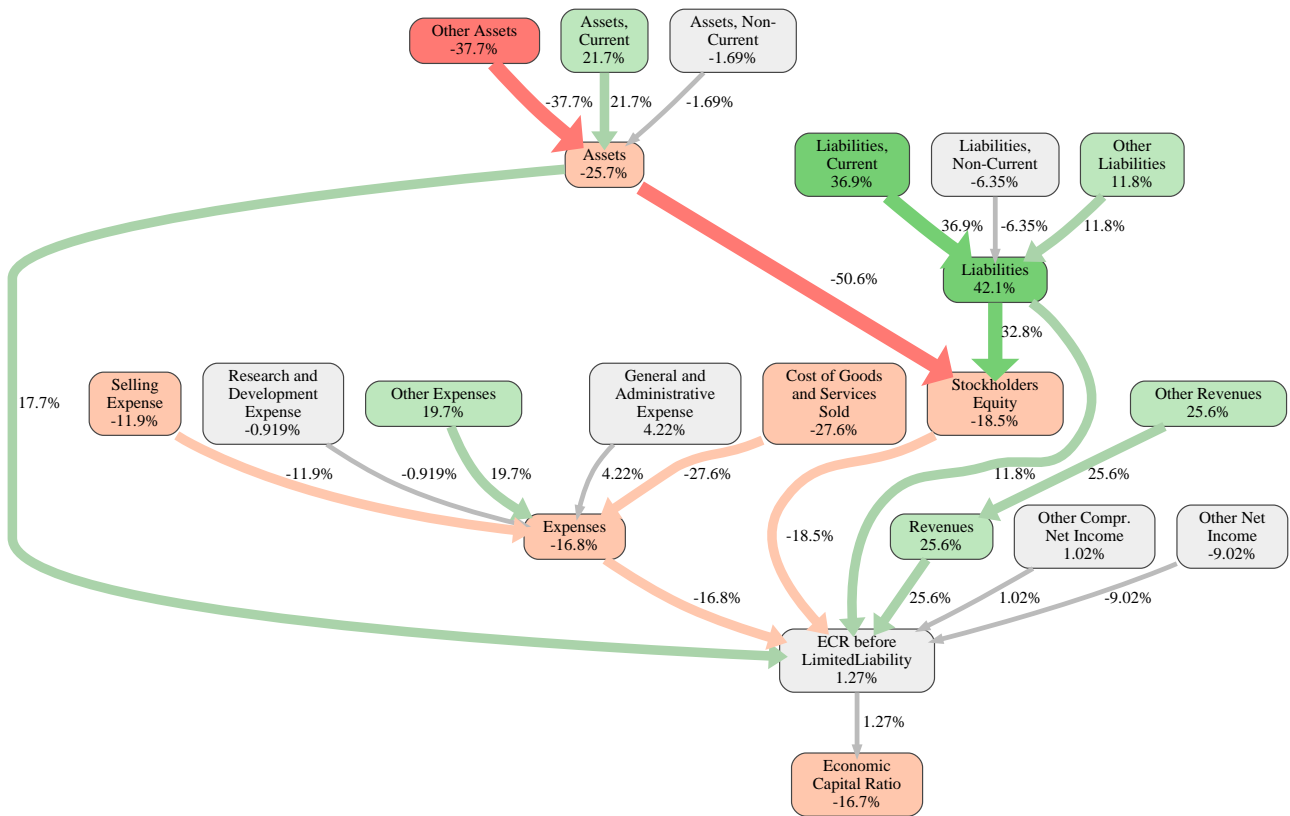 Other Assets
-37.7%
Assets,
Current
21.7%
Assets, Non-
Current
-1.69%
-37.7%
21.7%
-1.69%
Assets
-25.7%
Liabilities,
Current
36.9%
Liabilities,
Non-Current
-6.35%
Other
Liabilities
11.8%
36.9%
-6.35%
11.8%
Liabilities
42.1%
-50.6%
32.8%
17.7%
Selling
Expense
-11.9%
Research and
Development
Expense
-0.919%
Other Expenses
19.7%
General and
Administrative
Expense
4.22%
Cost of Goods
and Services
Sold
-27.6%
Stockholders
Equity
-18.5%
Other Revenues
25.6%
-11.9%
-0.919%
19.7%
4.22%
-27.6%
11.8%
25.6%
Expenses
-16.8%
-18.5%
Revenues
25.6%
Other Compr.
Net Income
1.02%
Other Net
Income
-9.02%
-16.8%
25.6%
1.02%
-9.02%
ECR before
LimitedLiability
1.27%
1.27%
Economic
Capital Ratio
-16.7%